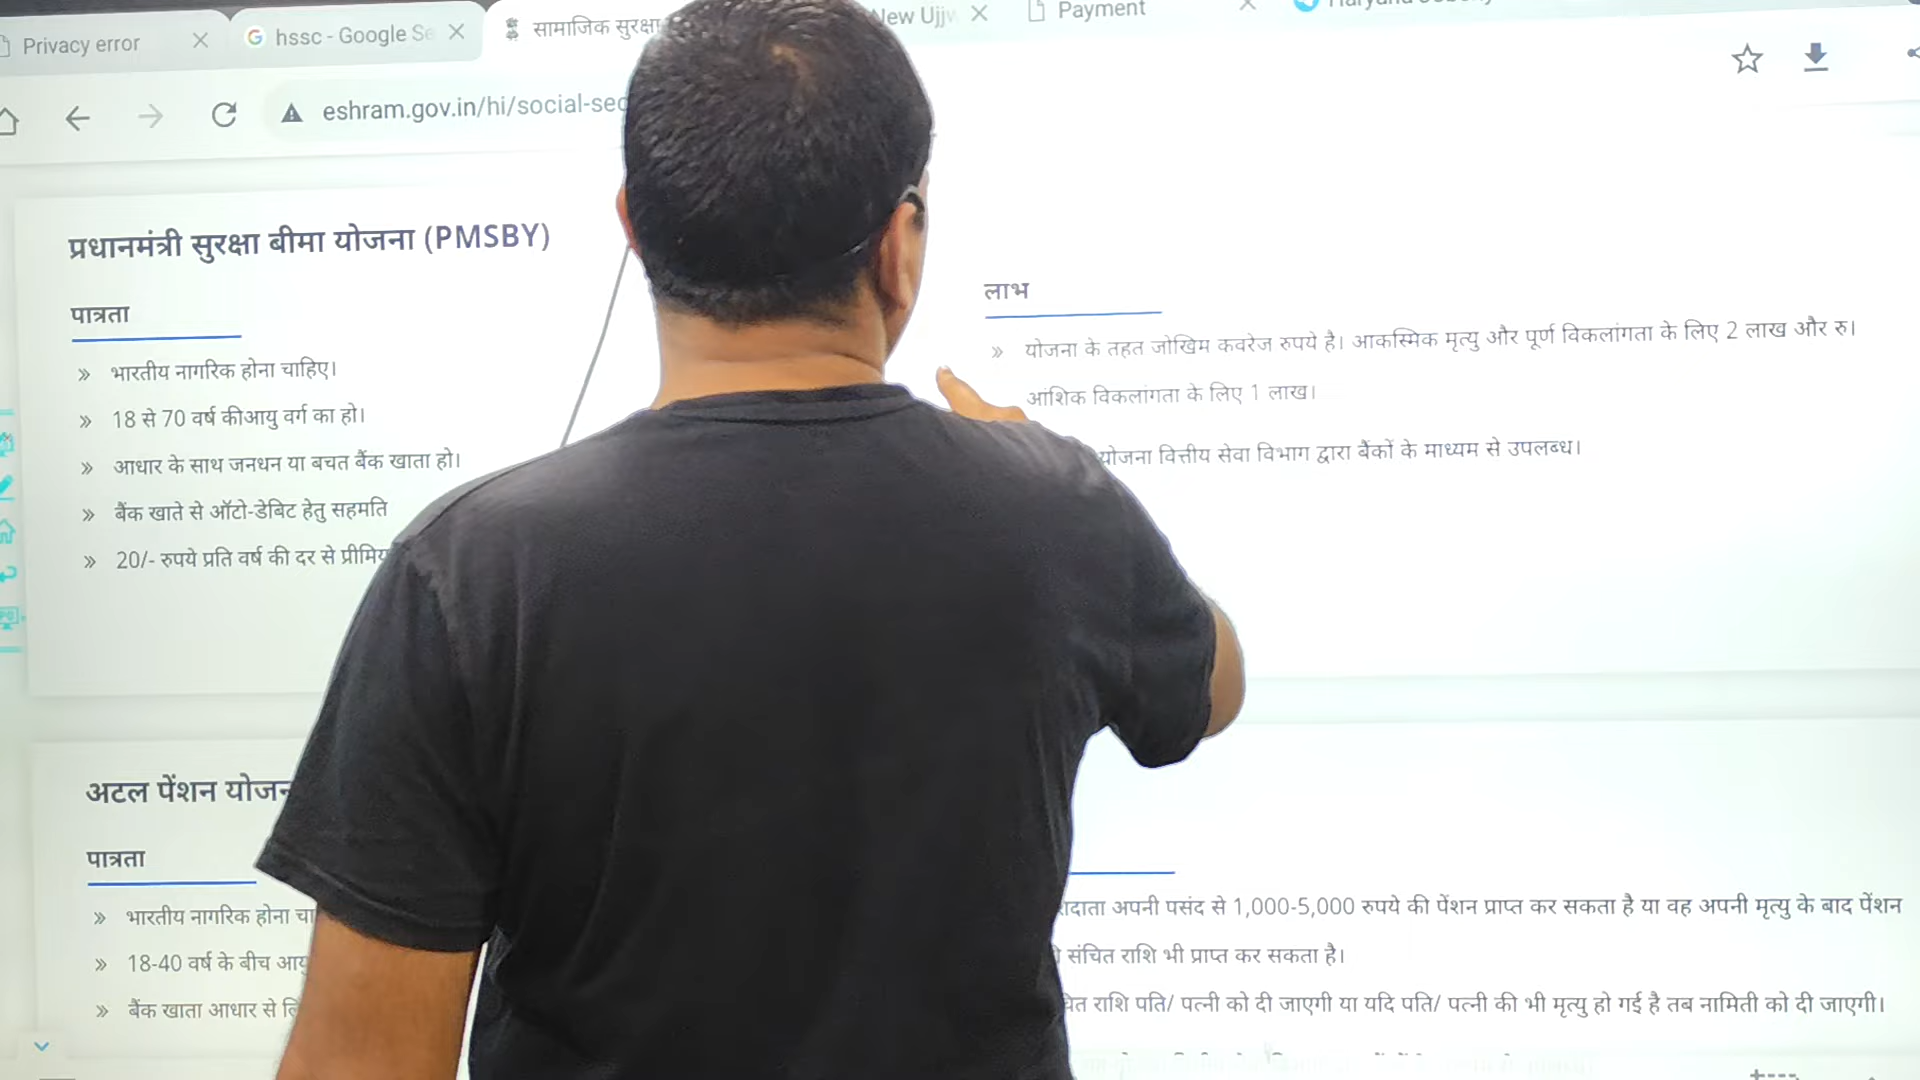 Privacy error
hssc - Google Se
सामाजिक सुरक्षा
New Ujjw
Payment
eshram.gov.in/hi/social-sec
प्रधानमंत्री सुरक्षा बीमा योजना (PMSBY)
पात्रता
» भारतीय नागरिक होना चाहिए।
» 18 से 70 वर्ष कीआयु वर्ग का हो।
» आधार के साथ जनधन या बचत बैंक खाता हो।
» बैंक खाते से ऑटो-डेबिट हेतु सहमति
» 20/- रुपये प्रति वर्ष की दर से
लाभ
» योजना के तहत जोखिम कवरेज रुपये है। आकस्मिक मृत्यु और पूर्ण विकलांगता के लिए 2 लाख और रु।
आंशिक विकलांगता के लिए 1 लाख।
योजना वित्तीय सेवा विभाग द्वारा बैंकों के माध्यम से उपलब्ध।
अटल पेंशन योजन
पात्रता
» भारतीय नागरिक होना चा
» 18-40 वर्ष के बीच आयु
» बैंक खाता आधार से लि
अपनी पसंद से 1,000-5,000 रुपये की पेंशन प्राप्त कर सकता है या वह अपनी मृत्यु के बाद पेंशन
संचित राशि भी प्राप्त कर सकता है।
राशि पति/ पत्नी को दी जाएगी या यदि पति/ पत्नी की भी मृत्यु हो गई है तब नामिती को दी जाएगी।